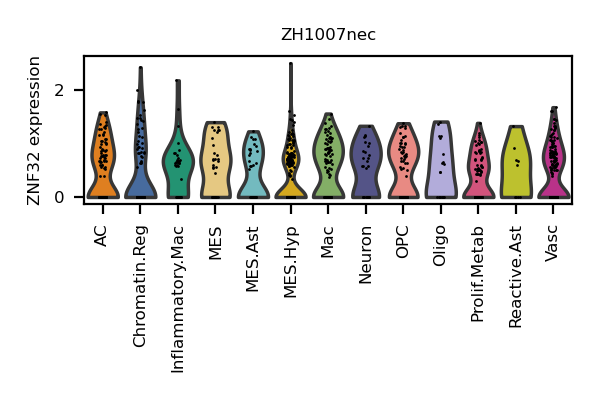 ZH1007nec
ZNF32 expression
2
0
AC
Chromatin.Reg
Inflammatory.Mac
MES
MES.Ast
MES.Hyp
Mac
Neuron
OPC
Oligo
Prolif.Metab
Reactive.Ast
Vasc